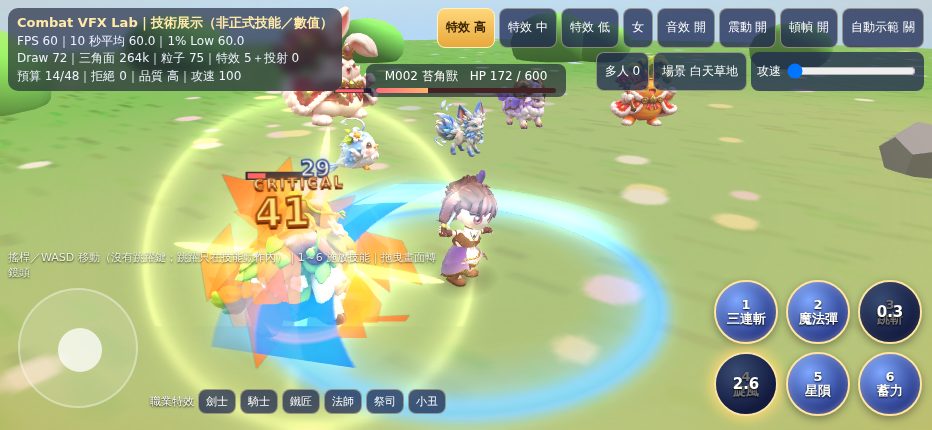 Combat VFX Lab｜技術展示（非正式技能／數值）
FPS 60｜10 秒平均 60.0｜1% Low 60.0
Draw 72｜三角面 264k｜粒子 75｜特效 5＋投射 0
預算 14/48｜拒絕 0｜品質 高｜攻速 100
特效 高
特效 中
特效 低
女
音效 開
震動 開
頓幀 開
自動示範 關
多人 0
場景 白天草地
攻速
M002 苔角獸 HP 172 / 600
29
CRITICAL
41
搖桿／WASD 移動（沒有跳躍鍵；跳躍只在技能動作內）｜1～6 施放技能｜拖曳畫面轉
鏡頭
1
三連斬
2
魔法彈
0.3
2.6
5
星隕
6
蓄力
職業特效
劍士
騎士
鐵匠
法師
祭司
小丑